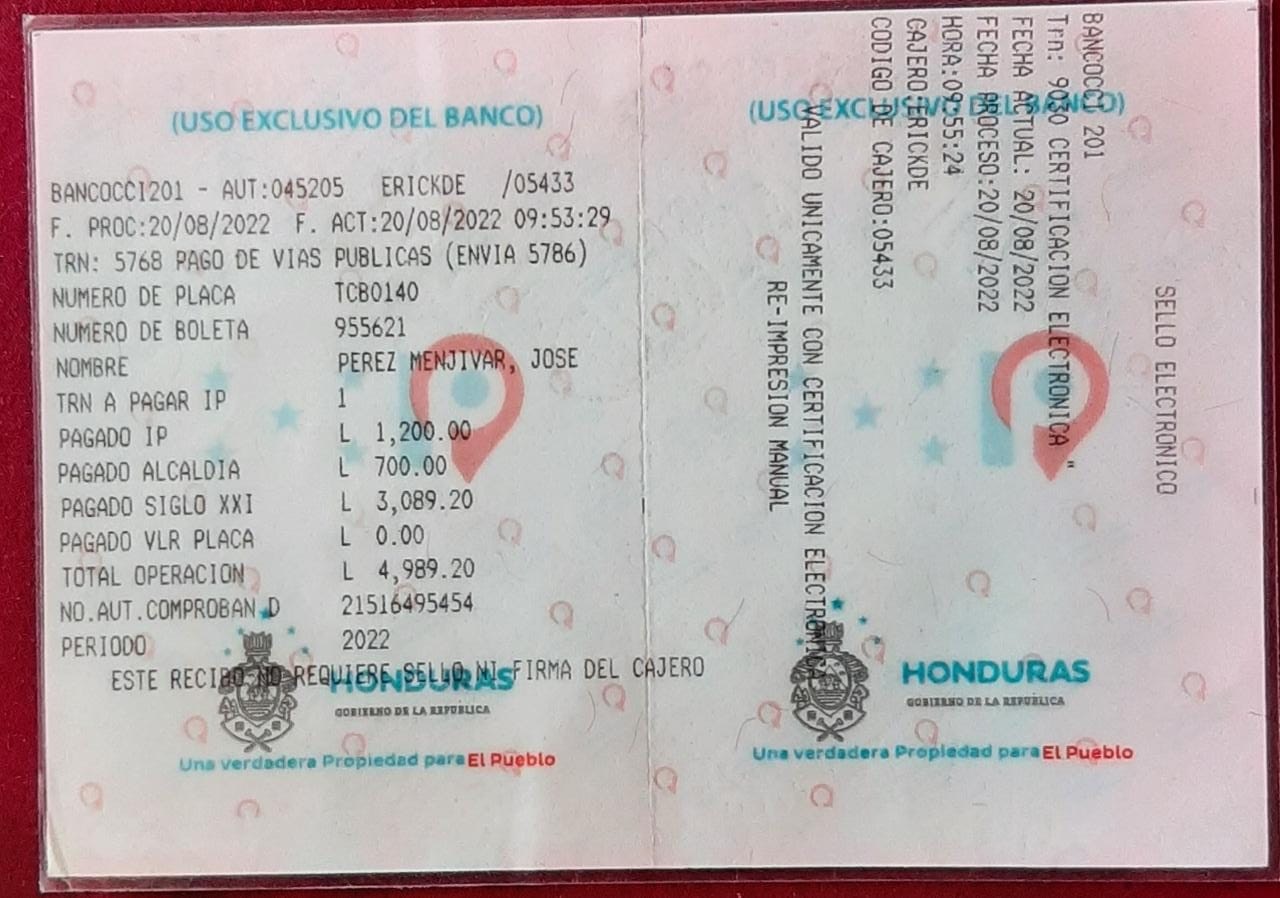 (USO EXCLUSIVO DEL BANCO)
BANCOCCI201 - AUT:045205 ERICKDE /05433
F. PROC:20/08/2022 F. ACT:20/08/2022 09:53:29
TRN: 5768 PAGO DE VIAS PUBLICAS (ENVIA 5786)
NUMERO DE PLACA TCB0140
NUMERO DE BOLETA 955621
NOMBRE PEREZ MENJIVAR, JOSE
TRN A PAGAR IP 1
PAGADO IP L 1,200.00
PAGADO ALCALDIA L 700.00
PAGADO SIGLO XXI L 3,089.20
PAGADO VLR PLACA L 0.00
TOTAL OPERACION L 4,989.20
NO.AUT.COMPROBAN D 21516495454
PERIODO 2022
ESTE RECIBO NO REQUIERE SELLO NI FIRMA DEL CAJERO
HONDURAS
GOBIERNO DE LA REPÚBLICA
Una verdadera Propiedad para El Pueblo
(USO EXCLUSIVO DEL BANCO)
SELLO ELECTRONICO
BANCOCCI 201
Trn: 9030 CERTIFICACION ELECTRONICA "
FECHA ACTUAL: 20/08/2022
FECHA PROCESO:20/08/2022
HORA:09:55:24
CAJERO:ERICKDE
CODIGO DE CAJERO:05433
VALIDO UNICAMENTE CON CERTIFICACION ELECTRONICA
RE-IMPRESION MANUAL
HONDURAS
GOBIERNO DE LA REPÚBLICA
Una verdadera Propiedad para El Pueblo